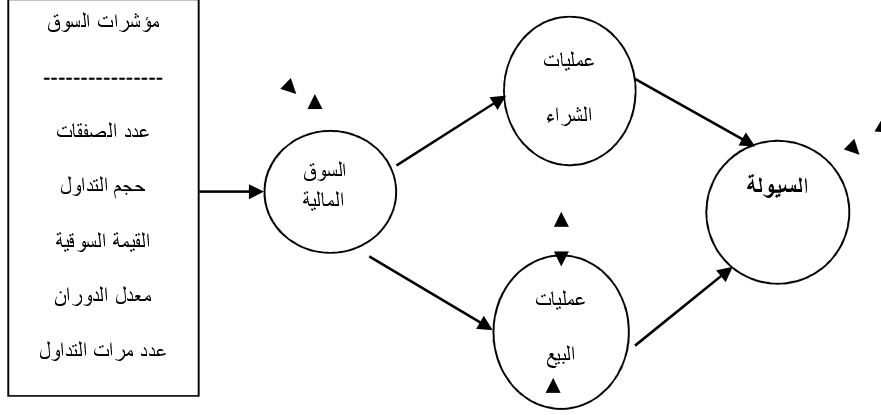 مؤشرات السوق
----------------
عدد الصفقات
حجم التداول
القيمة السوقية
معدل الدوران
عدد مرات التداول
السوق
المالية
عمليات
الشراء
عمليات
البيع
السيولة